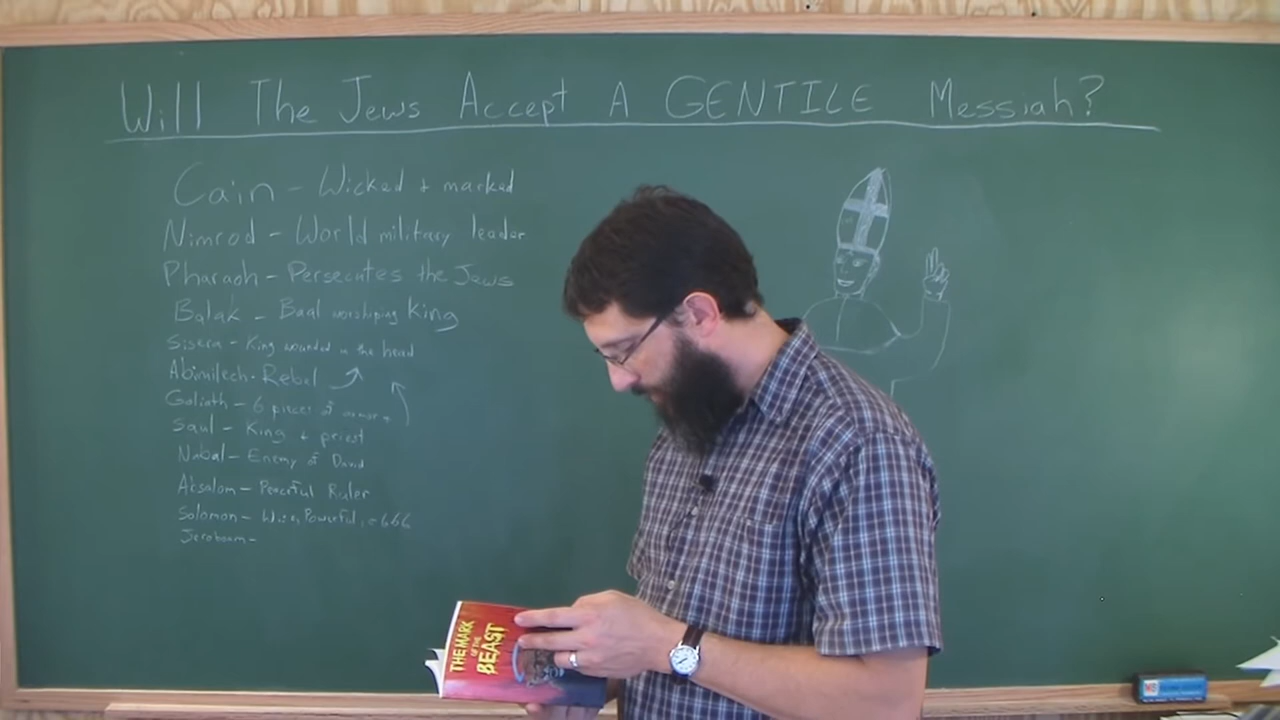 Will The Jews Accept A GENTILE Messiah?
Cain - Wicked + marked
Nimrod - World military leader
Pharaoh - Persecutes the Jews
Balak - Baal worshiping King
Sisera - King wounded in the head
Abimilech - Rebel
Goliath - 6 pieces of armor
Saul - King + priest
Nabal - Enemy of David
Absalom - Peaceful Ruler
Solomon - Wise, Powerful, 666
Jeroboam -
THE MARK
OF THE
BEAST